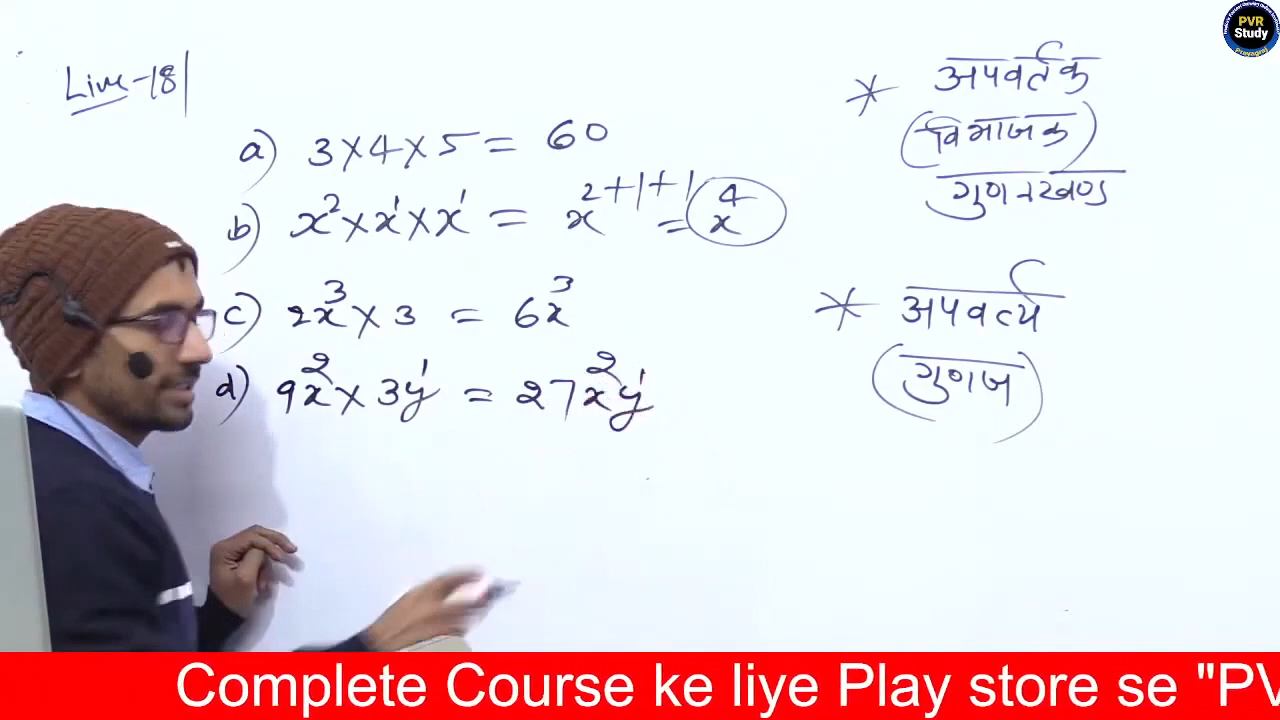 Live-18
a) 3×4×5 = 60
b) x²×x¹×x¹ = x²⁺¹⁺¹ = x⁴
c) 2x³×3 = 6x³
d) 9x²×3y¹ = 27x²y¹
* अपवर्तक
(विभाजक)
गुणनखण्ड
* अपवर्त्य
(गुणज)
PVR
Study
Prayagraj
Complete Course ke liye Play store se "PV